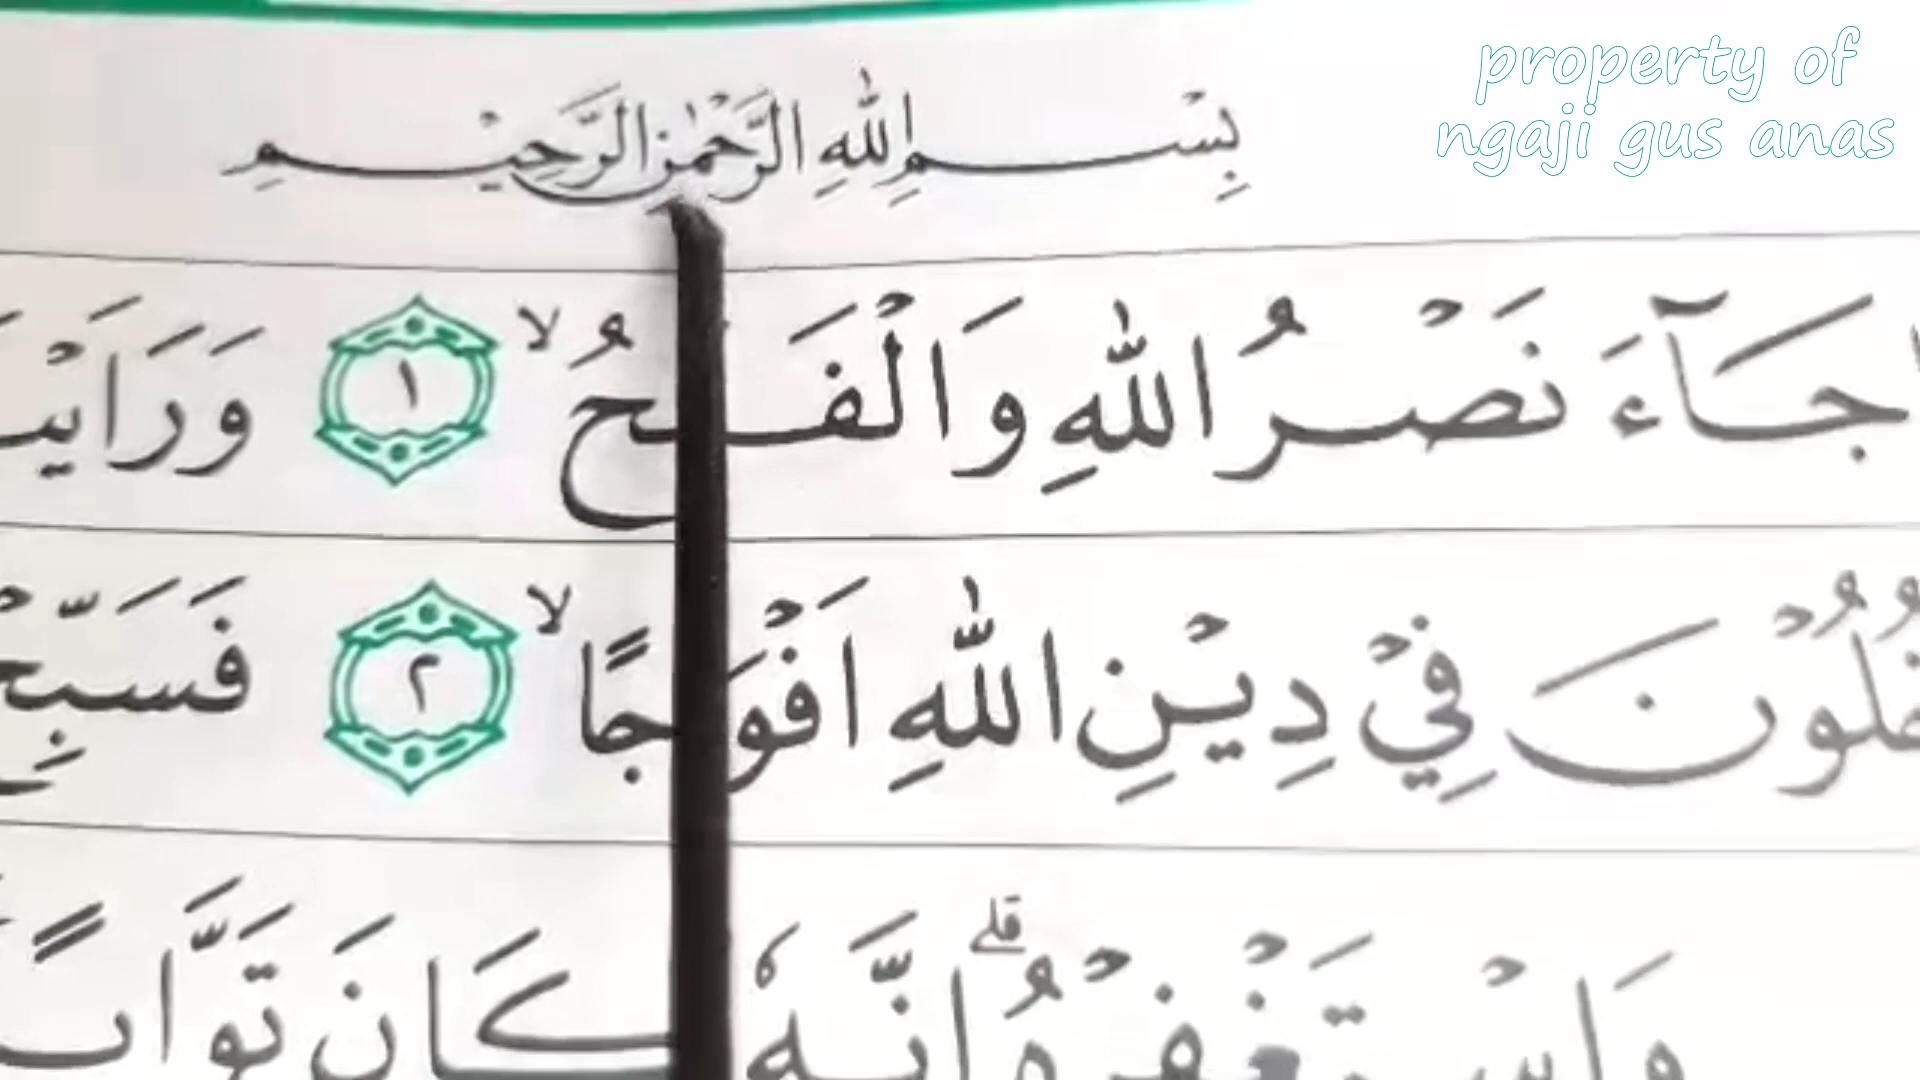 property of
ngaji gus anas
بِسْمِ اللّٰهِ الرَّحْمٰنِ الرَّحِيْمِ
جَآءَ نَصْرُ اللّٰهِ وَالْفَتْحُ ۙ ١
دِيْنِ اللّٰهِ اَفْوَاجًا ۙ ٢ فِيْ
كَانَ تَوَّابًا اِنَّهٗ وَاسْتَغْفِرْهُ ۗ